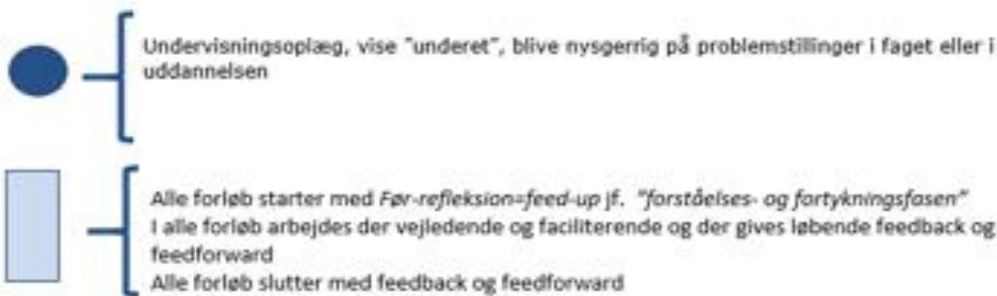 Undervisningsoplæg, vise "underet", blive nysgerrig på problemstillinger i faget eller i
uddannelsen
Alle forløb starter med Før-refleksion=feed-up jf. "forståelses- og fortykningsfasen"
I alle forløb arbejdes der vejledende og faciliterende og der gives løbende feedback og
feedforward
Alle forløb slutter med feedback og feedforward